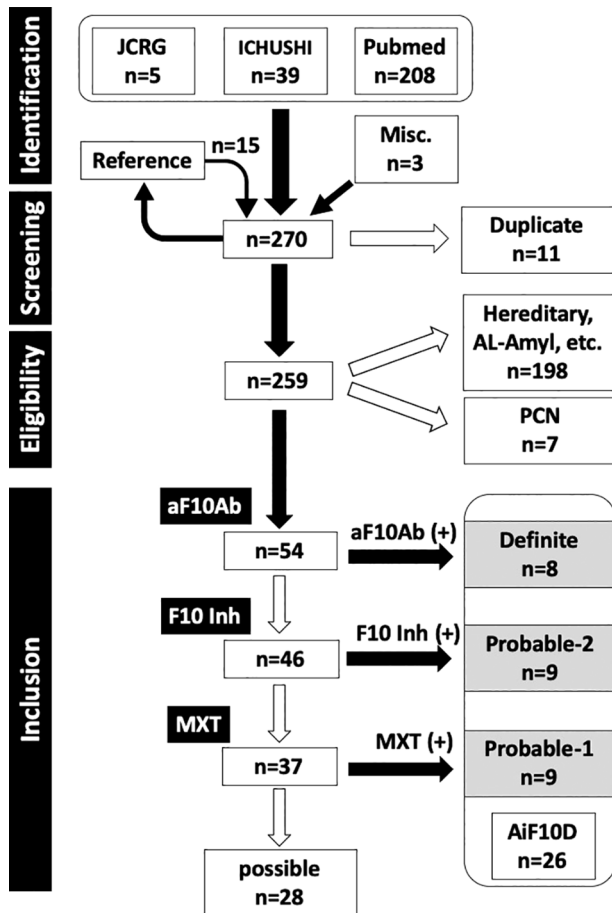 Identification
JCRG
n=5
ICHUSHI
n=39
Pubmed
n=208
Reference
n=15
Misc.
n=3
Screening
n=270
Duplicate
n=11
Eligibility
n=259
Hereditary,
AL-Amyl, etc.
n=198
PCN
n=7
Inclusion
aF10Ab
n=54
aF10Ab (+)
Definite
n=8
F10 Inh
n=46
F10 Inh (+)
Probable-2
n=9
MXT
n=37
MXT (+)
Probable-1
n=9
AiF10D
n=26
possible
n=28